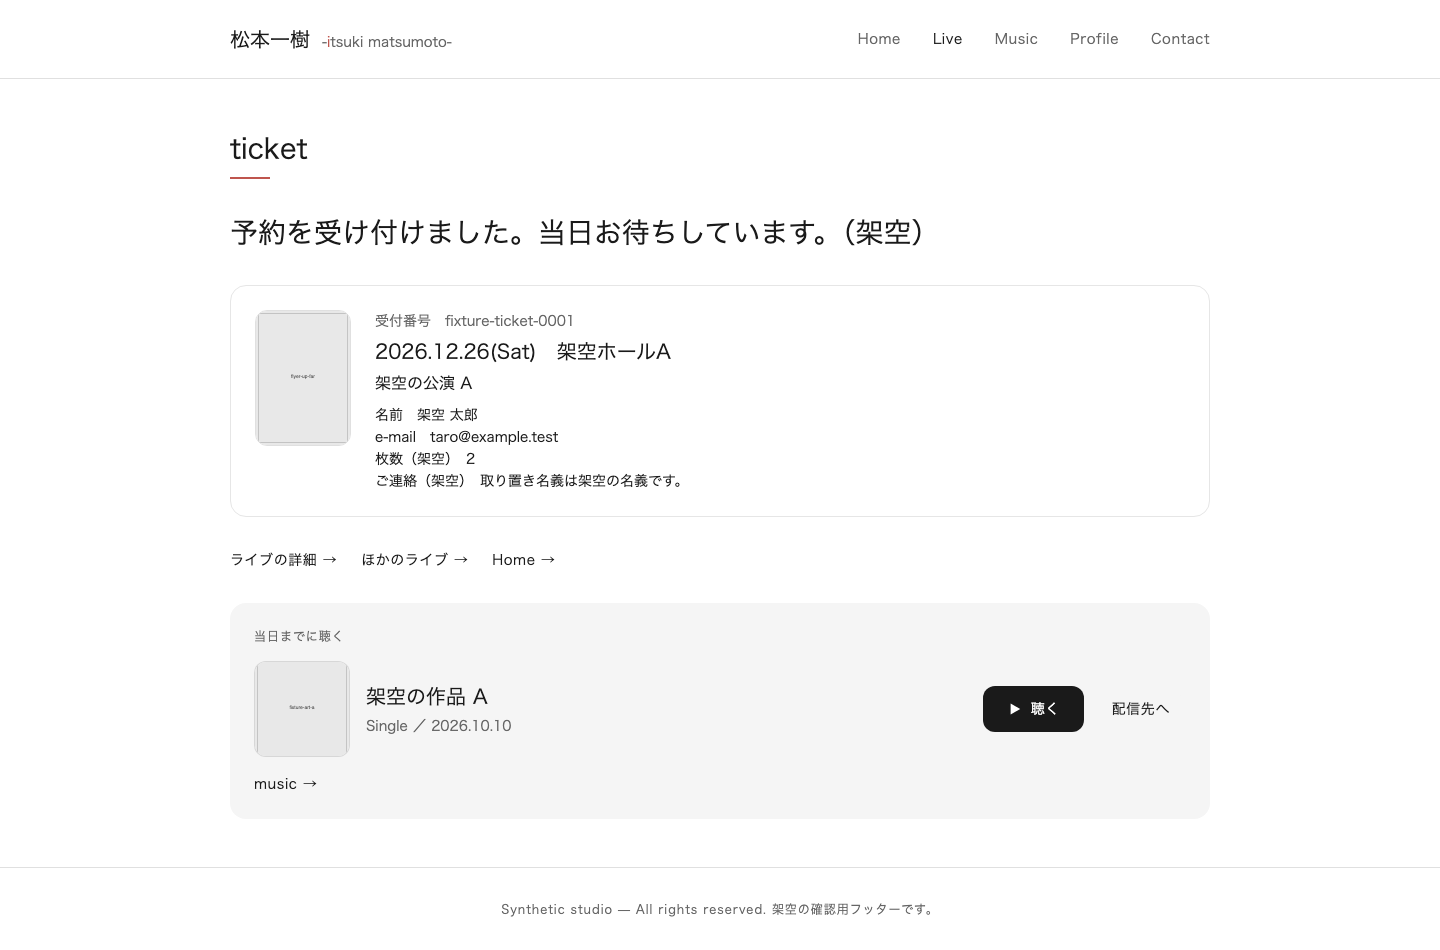 松本一樹 -itsuki matsumoto-
Home Live Music Profile Contact
ticket
予約を受け付けました。当日お待ちしています。（架空）
flyer-up-far
受付番号　fixture-ticket-0001
2026.12.26(Sat)　架空ホールA
架空の公演 A
名前　架空 太郎
e-mail　taro@example.test
枚数（架空）　2
ご連絡（架空）　取り置き名義は架空の名義です。
ライブの詳細 → ほかのライブ → Home →
当日までに聴く
fixture-art-a
架空の作品 A
Single ／ 2026.10.10
▶ 聴く 配信先へ
music →
Synthetic studio — All rights reserved. 架空の確認用フッターです。